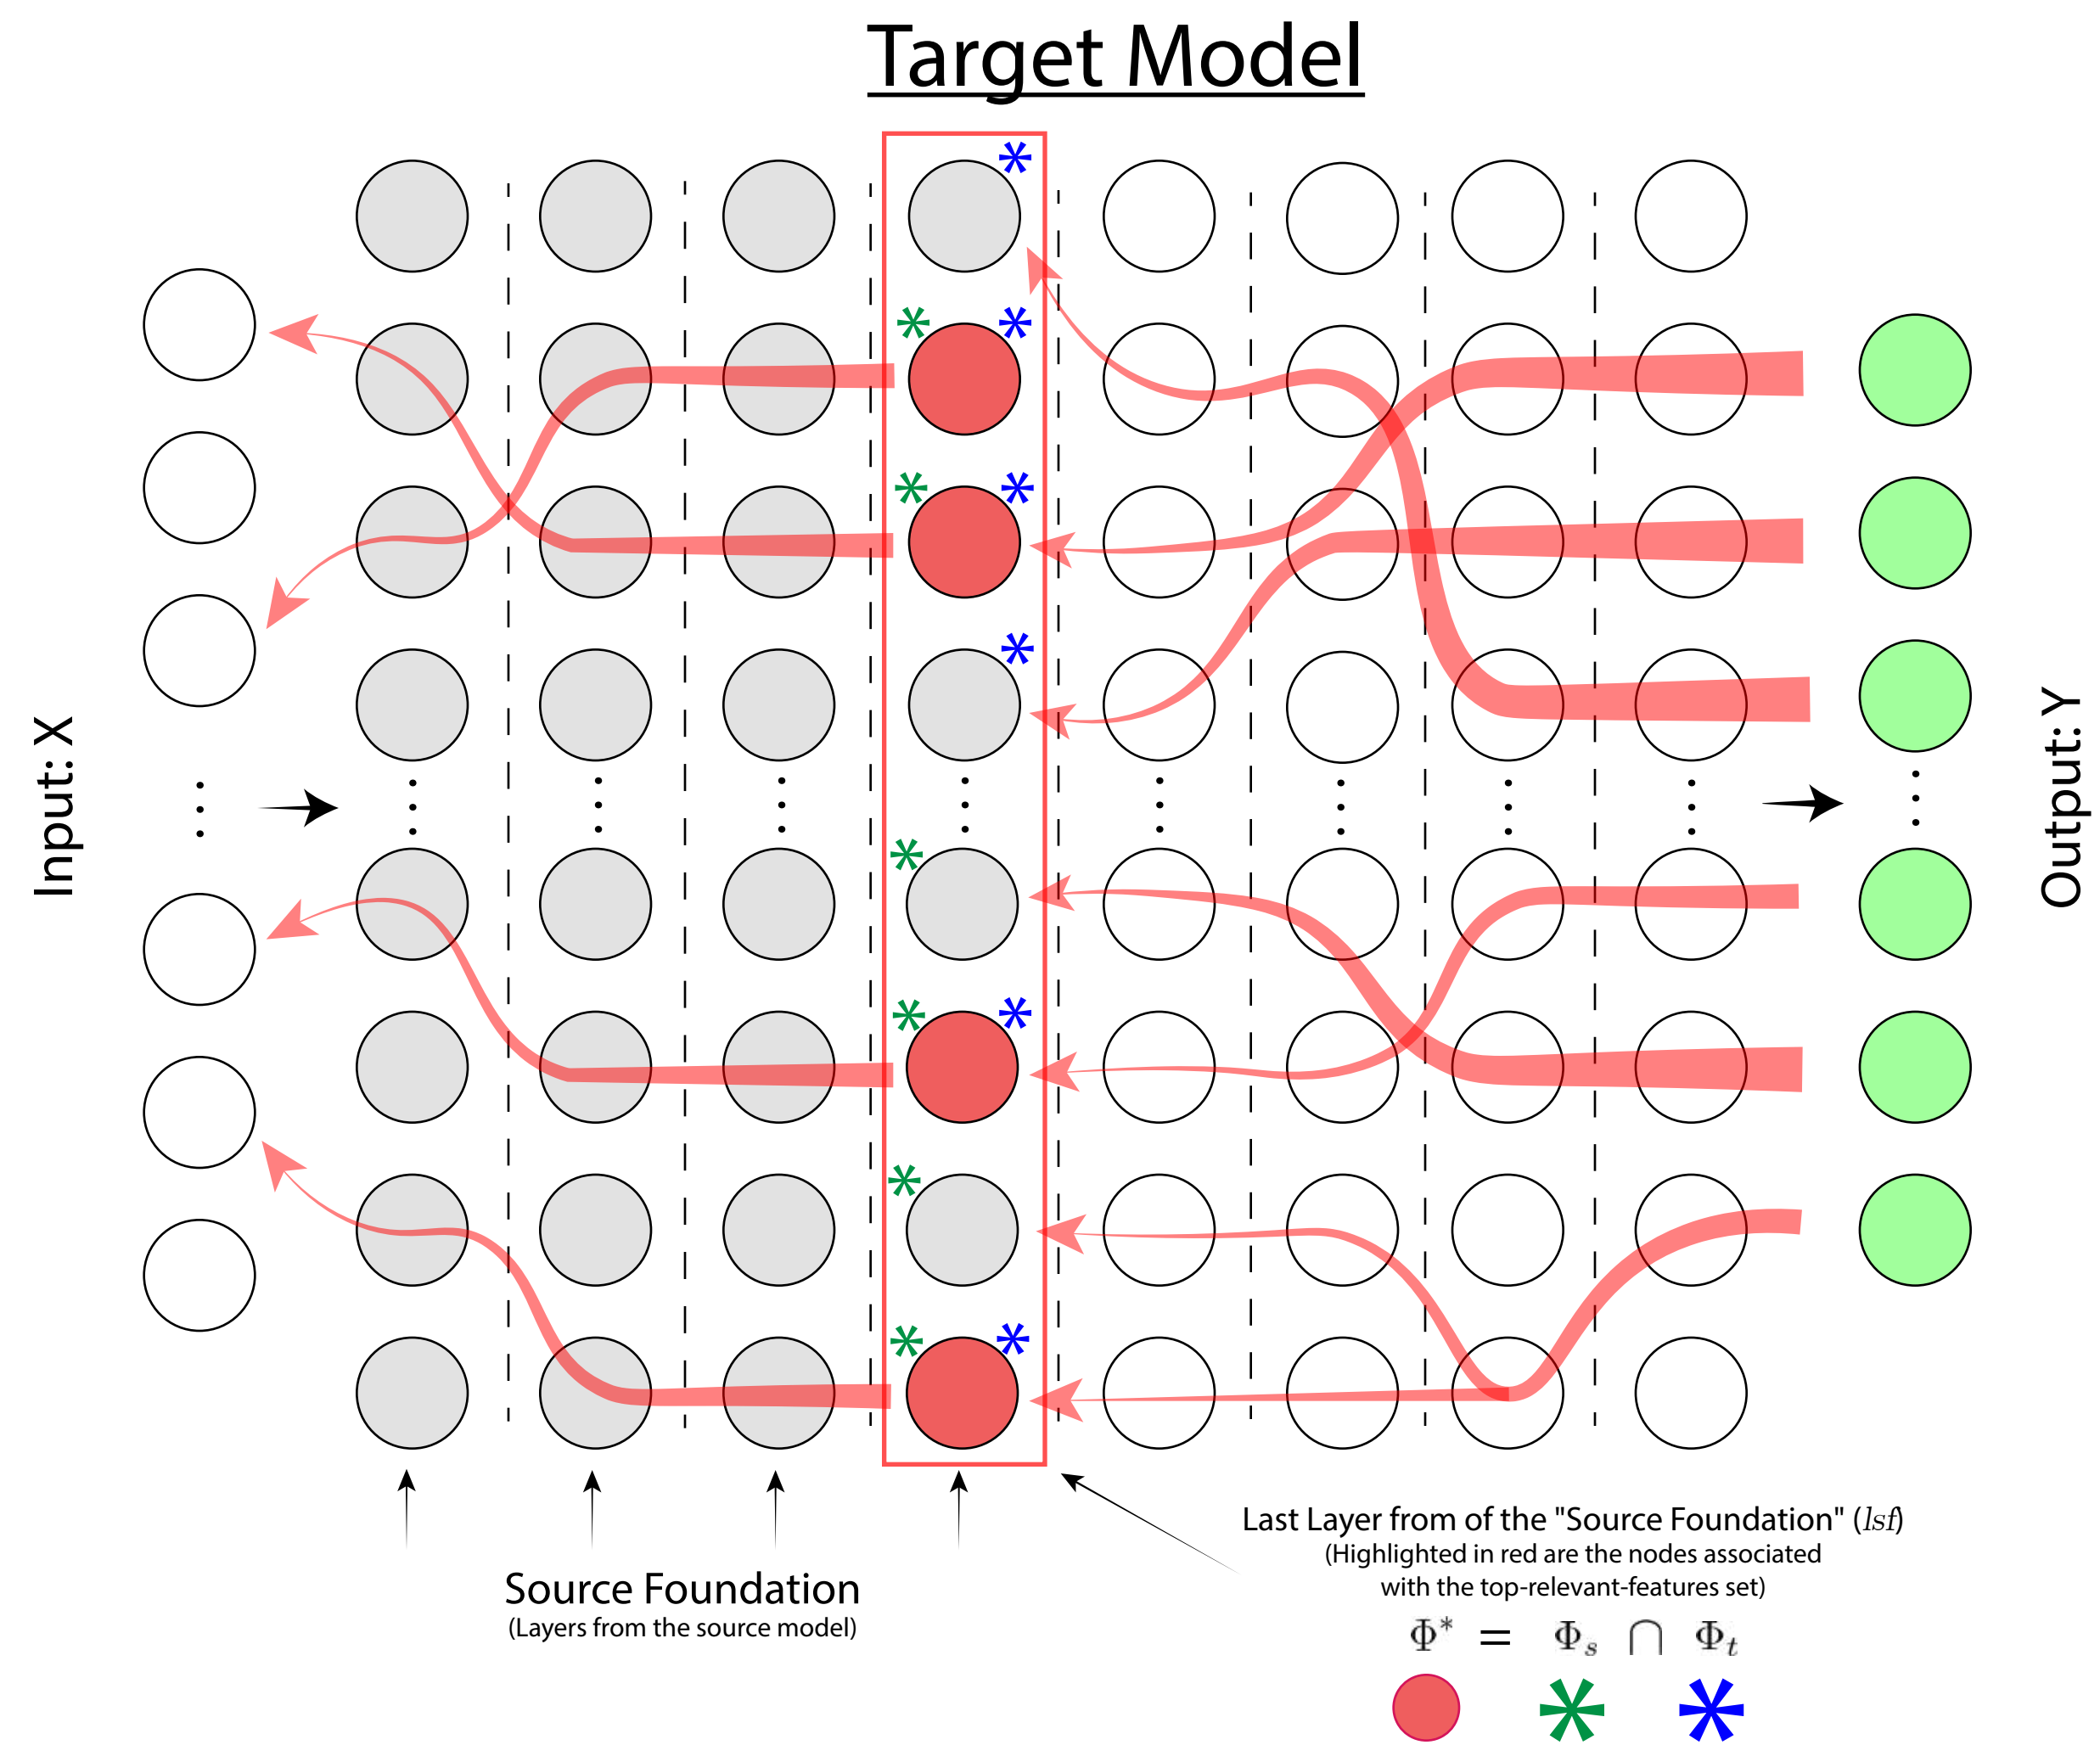 Target Model
Input: X
Output: Y
Last Layer from of the "Source Foundation" (lsf)
(Highlighted in red are the nodes associated
with the top-relevant-features set)
Source Foundation
(Layers from the source model)
Φ* = Φs ∩ Φt